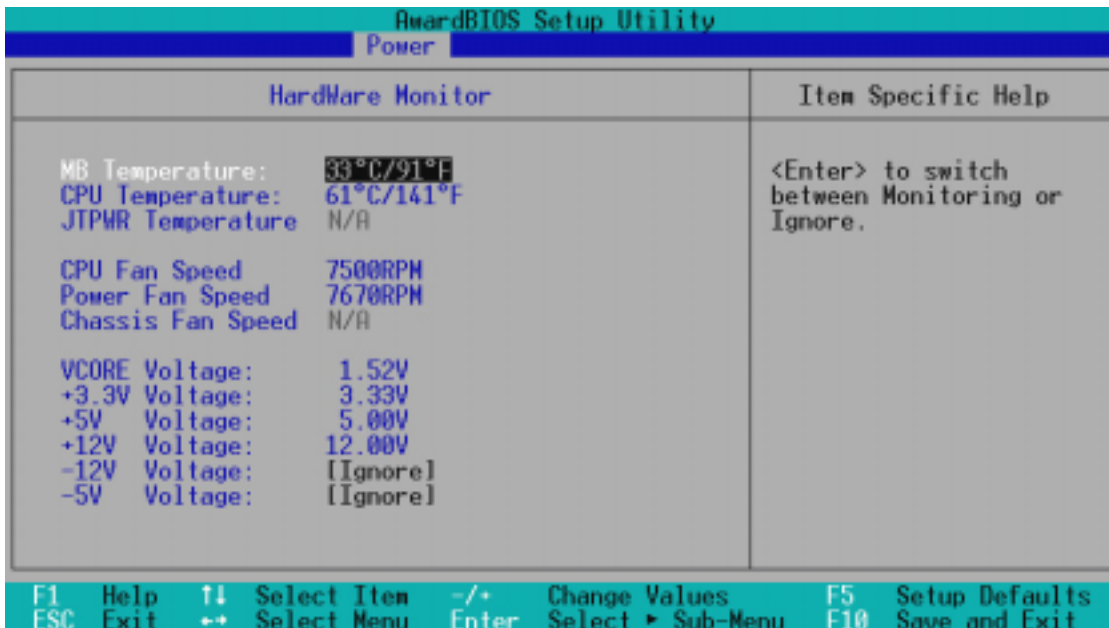 AwardBIOS Setup Utility
Power
HardWare Monitor
Item Specific Help
MB Temperature: 33°C/91°F
CPU Temperature: 61°C/141°F
JTPWR Temperature N/A
CPU Fan Speed 7500RPM
Power Fan Speed 7670RPM
Chassis Fan Speed N/A
VCORE Voltage: 1.52V
+3.3V Voltage: 3.33V
+5V Voltage: 5.00V
+12V Voltage: 12.00V
-12V Voltage: [Ignore]
-5V Voltage: [Ignore]
<Enter> to switch
between Monitoring or
Ignore.
F1 Help ↑↓ Select Item -/+ Change Values F5 Setup Defaults
ESC Exit ←→ Select Menu Enter Select ► Sub-Menu F10 Save and Exit